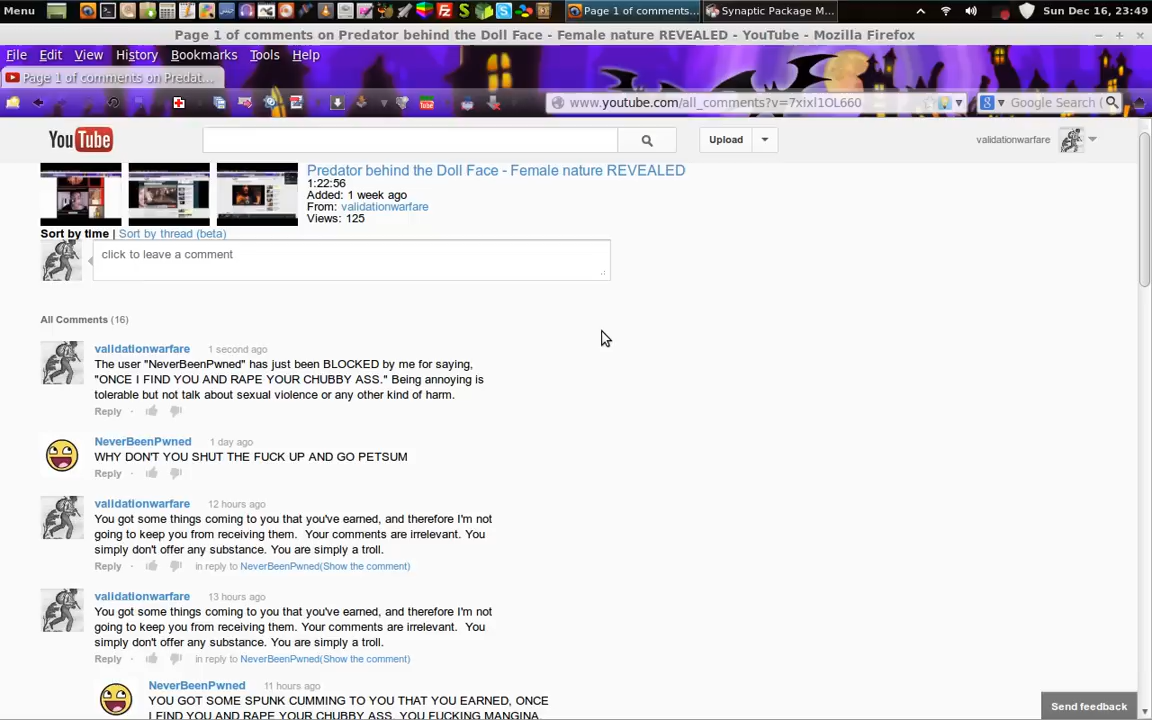 Menu
Page 1 of comments...
Synaptic Package M...
Sun Dec 16, 23:49
Page 1 of comments on Predator behind the Doll Face - Female nature REVEALED - YouTube - Mozilla Firefox
File Edit View History Bookmarks Tools Help
Page 1 of comments on Predat...
www.youtube.com/all_comments?v=7xixl1OL660
Google Search (
YouTube
Upload
validationwarfare
Predator behind the Doll Face - Female nature REVEALED
1:22:56
Added: 1 week ago
From: validationwarfare
Views: 125
Sort by time | Sort by thread (beta)
click to leave a comment
All Comments (16)
validationwarfare 1 second ago
The user "NeverBeenPwned" has just been BLOCKED by me for saying,
"ONCE I FIND YOU AND RAPE YOUR CHUBBY ASS." Being annoying is
tolerable but not talk about sexual violence or any other kind of harm.
Reply ·
NeverBeenPwned 1 day ago
WHY DON'T YOU SHUT THE FUCK UP AND GO PETSUM
Reply ·
validationwarfare 12 hours ago
You got some things coming to you that you've earned, and therefore I'm not
going to keep you from receiving them. Your comments are irrelevant. You
simply don't offer any substance. You are simply a troll.
Reply · in reply to NeverBeenPwned(Show the comment)
validationwarfare 13 hours ago
You got some things coming to you that you've earned, and therefore I'm not
going to keep you from receiving them. Your comments are irrelevant. You
simply don't offer any substance. You are simply a troll.
Reply · in reply to NeverBeenPwned(Show the comment)
NeverBeenPwned 11 hours ago
YOU GOT SOME SPUNK CUMMING TO YOU THAT YOU EARNED, ONCE
I FIND YOU AND RAPE YOUR CHUBBY ASS. YOU FUCKING MANGINA.
Send feedback